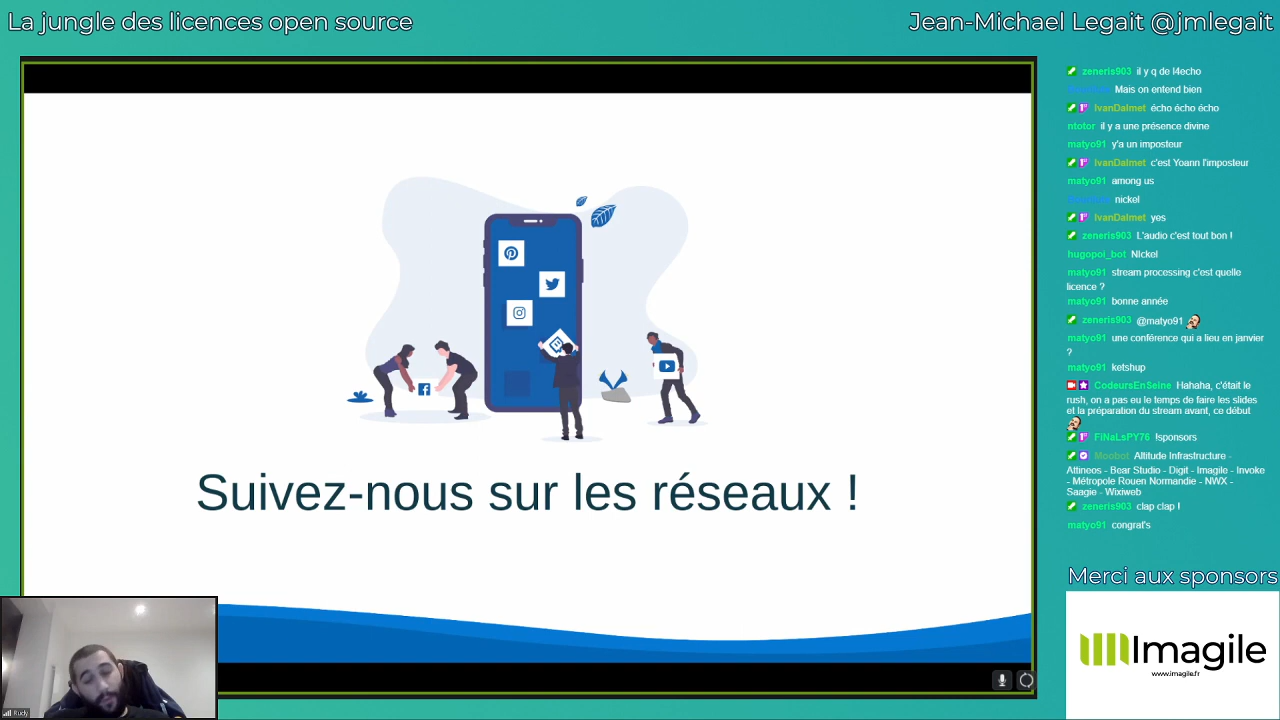 La jungle des licences open source
Jean-Michael Legait @jmlegait
zeneris903 il y q de l4echo
Mais on entend bien
IvanDalmet écho écho écho
ntotor il y a une présence divine
matyo91 y'a un imposteur
IvanDalmet c'est Yoann l'imposteur
matyo91 among us
nickel
IvanDalmet yes
zeneris903 L'audio c'est tout bon !
hugopoi_bot NIckel
matyo91 stream processing c'est quelle
licence ?
matyo91 bonne année
zeneris903 @matyo91
matyo91 une conférence qui a lieu en janvier
?
matyo91 ketshup
CodeursEnSeine Hahaha, c'était le
rush, on a pas eu le temps de faire les slides
et la préparation du stream avant, ce début
FiNaLsPY76 !sponsors
Moobot Altitude Infrastructure -
Attineos - Bear Studio - Digit - Imagile - Invoke
- Métropole Rouen Normandie - NWX -
Saagie - Wixiweb
zeneris903 clap clap !
matyo91 congrat's
Suivez-nous sur les réseaux !
Merci aux sponsors
Imagile
www.imagile.fr
Rudy